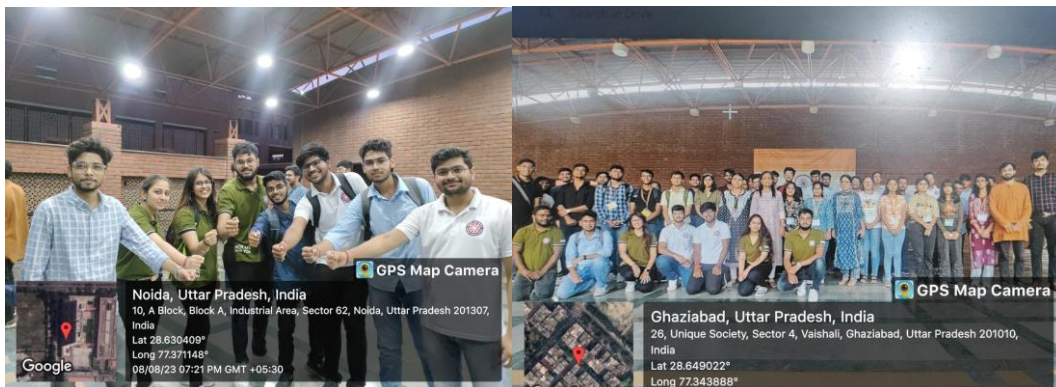 GPS Map Camera
Noida, Uttar Pradesh, India
10, A Block, Block A, Industrial Area, Sector 62, Noida, Uttar Pradesh 201307,
India
Lat 28.630409°
Long 77.371148°
08/08/23 07:21 PM GMT +05:30
Google
Search in Drive
GPS Map Camera
Ghaziabad, Uttar Pradesh, India
26, Unique Society, Sector 4, Vaishali, Ghaziabad, Uttar Pradesh 201010,
India
Lat 28.649022°
Long 77.343888°